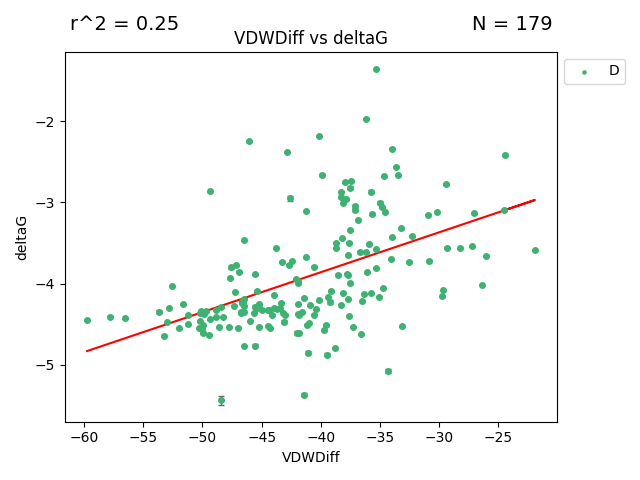 r^2 = 0.25
N = 179
VDWDiff vs deltaG
D
deltaG
−2
−3
−4
−5
−60 −55 −50 −45 −40 −35 −30 −25
VDWDiff